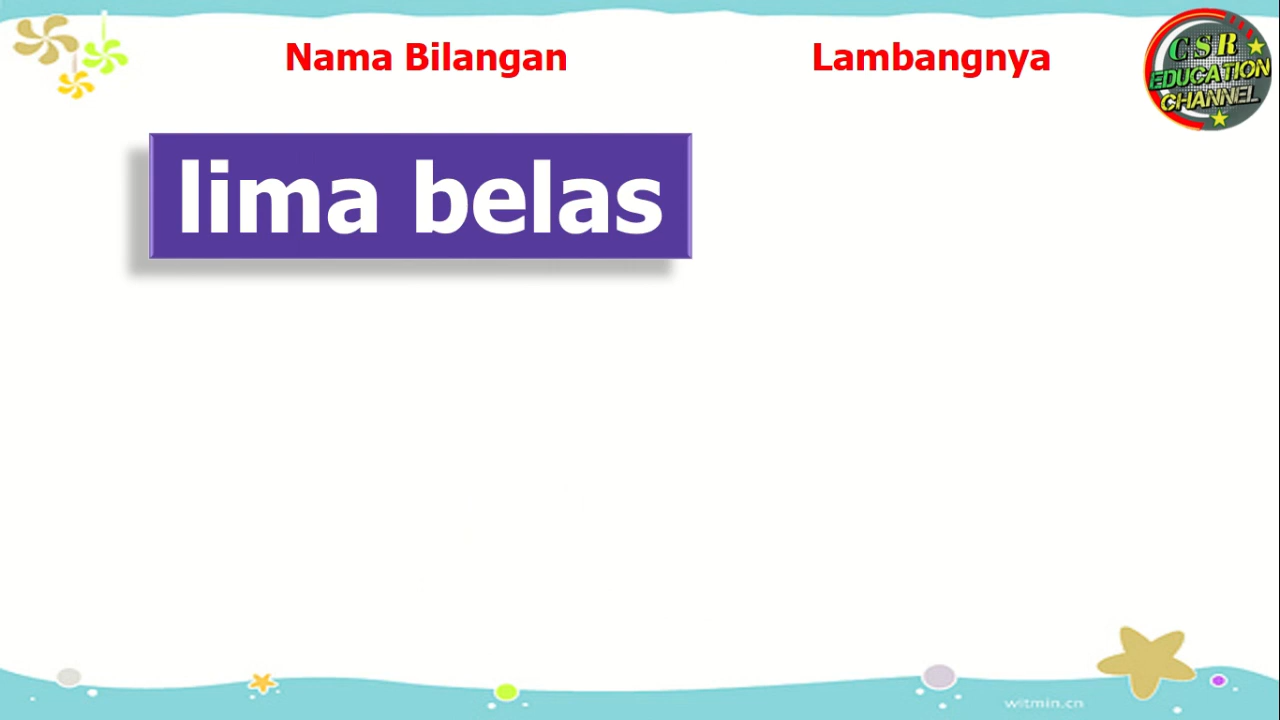 Nama Bilangan Lambangnya
CSR
EDUCATION
CHANNEL
lima belas
witmin.cn